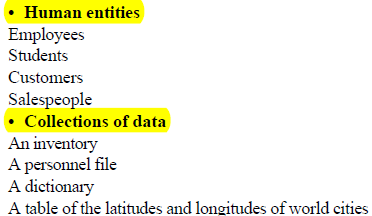 • Human entities
Employees
Students
Customers
Salespeople
• Collections of data
An inventory
A personnel file
A dictionary
A table of the latitudes and longitudes of world cities